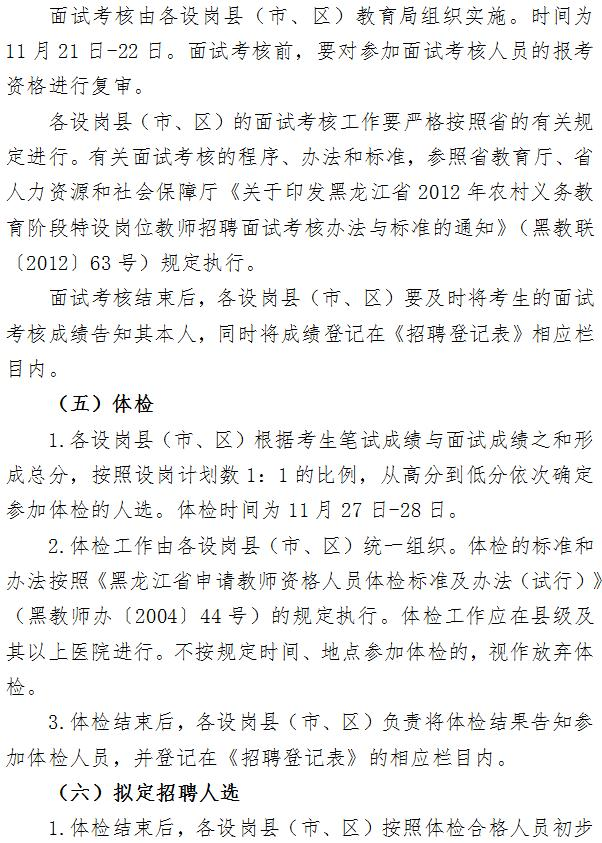 面试考核由各设岗县（市、区）教育局组织实施。时间为
11月21日-22日。面试考核前，要对参加面试考核人员的报考
资格进行复审。
各设岗县（市、区）的面试考核工作要严格按照省的有关规
定进行。有关面试考核的程序、办法和标准，参照省教育厅、省
人力资源和社会保障厅《关于印发黑龙江省2012年农村义务教
育阶段特设岗位教师招聘面试考核办法与标准的通知》（黑教联
〔2012〕63号）规定执行。
面试考核结束后，各设岗县（市、区）要及时将考生的面试
考核成绩告知其本人，同时将成绩登记在《招聘登记表》相应栏
目内。
（五）体检
1.各设岗县（市、区）根据考生笔试成绩与面试成绩之和形
成总分，按照设岗计划数1：1的比例，从高分到低分依次确定
参加体检的人选。体检时间为11月27日-28日。
2.体检工作由各设岗县（市、区）统一组织。体检的标准和
办法按照《黑龙江省申请教师资格人员体检标准及办法（试行）》
（黑教师办〔2004〕44号）的规定执行。体检工作应在县级及
其以上医院进行。不按规定时间、地点参加体检的，视作放弃体
检。
3.体检结束后，各设岗县（市、区）负责将体检结果告知参
加体检人员，并登记在《招聘登记表》的相应栏目内。
（六）拟定招聘人选
1.体检结束后，各设岗县（市、区）按照体检合格人员初步